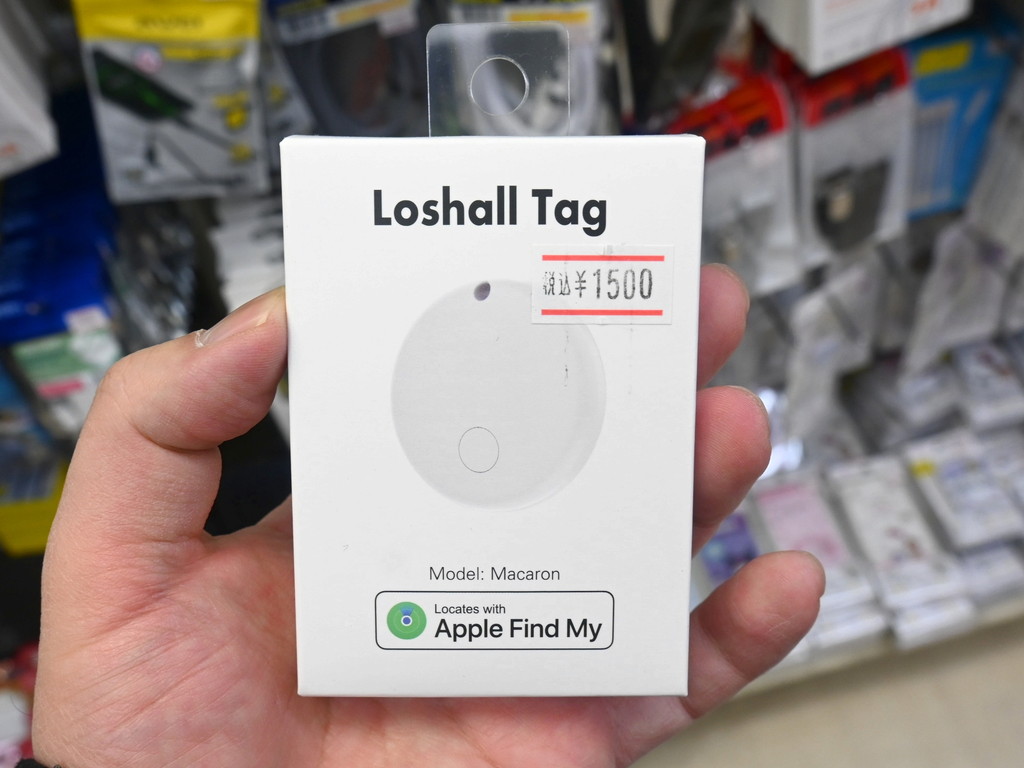 Loshall Tag
税込¥1500
Model: Macaron
Locates with
Apple Find My